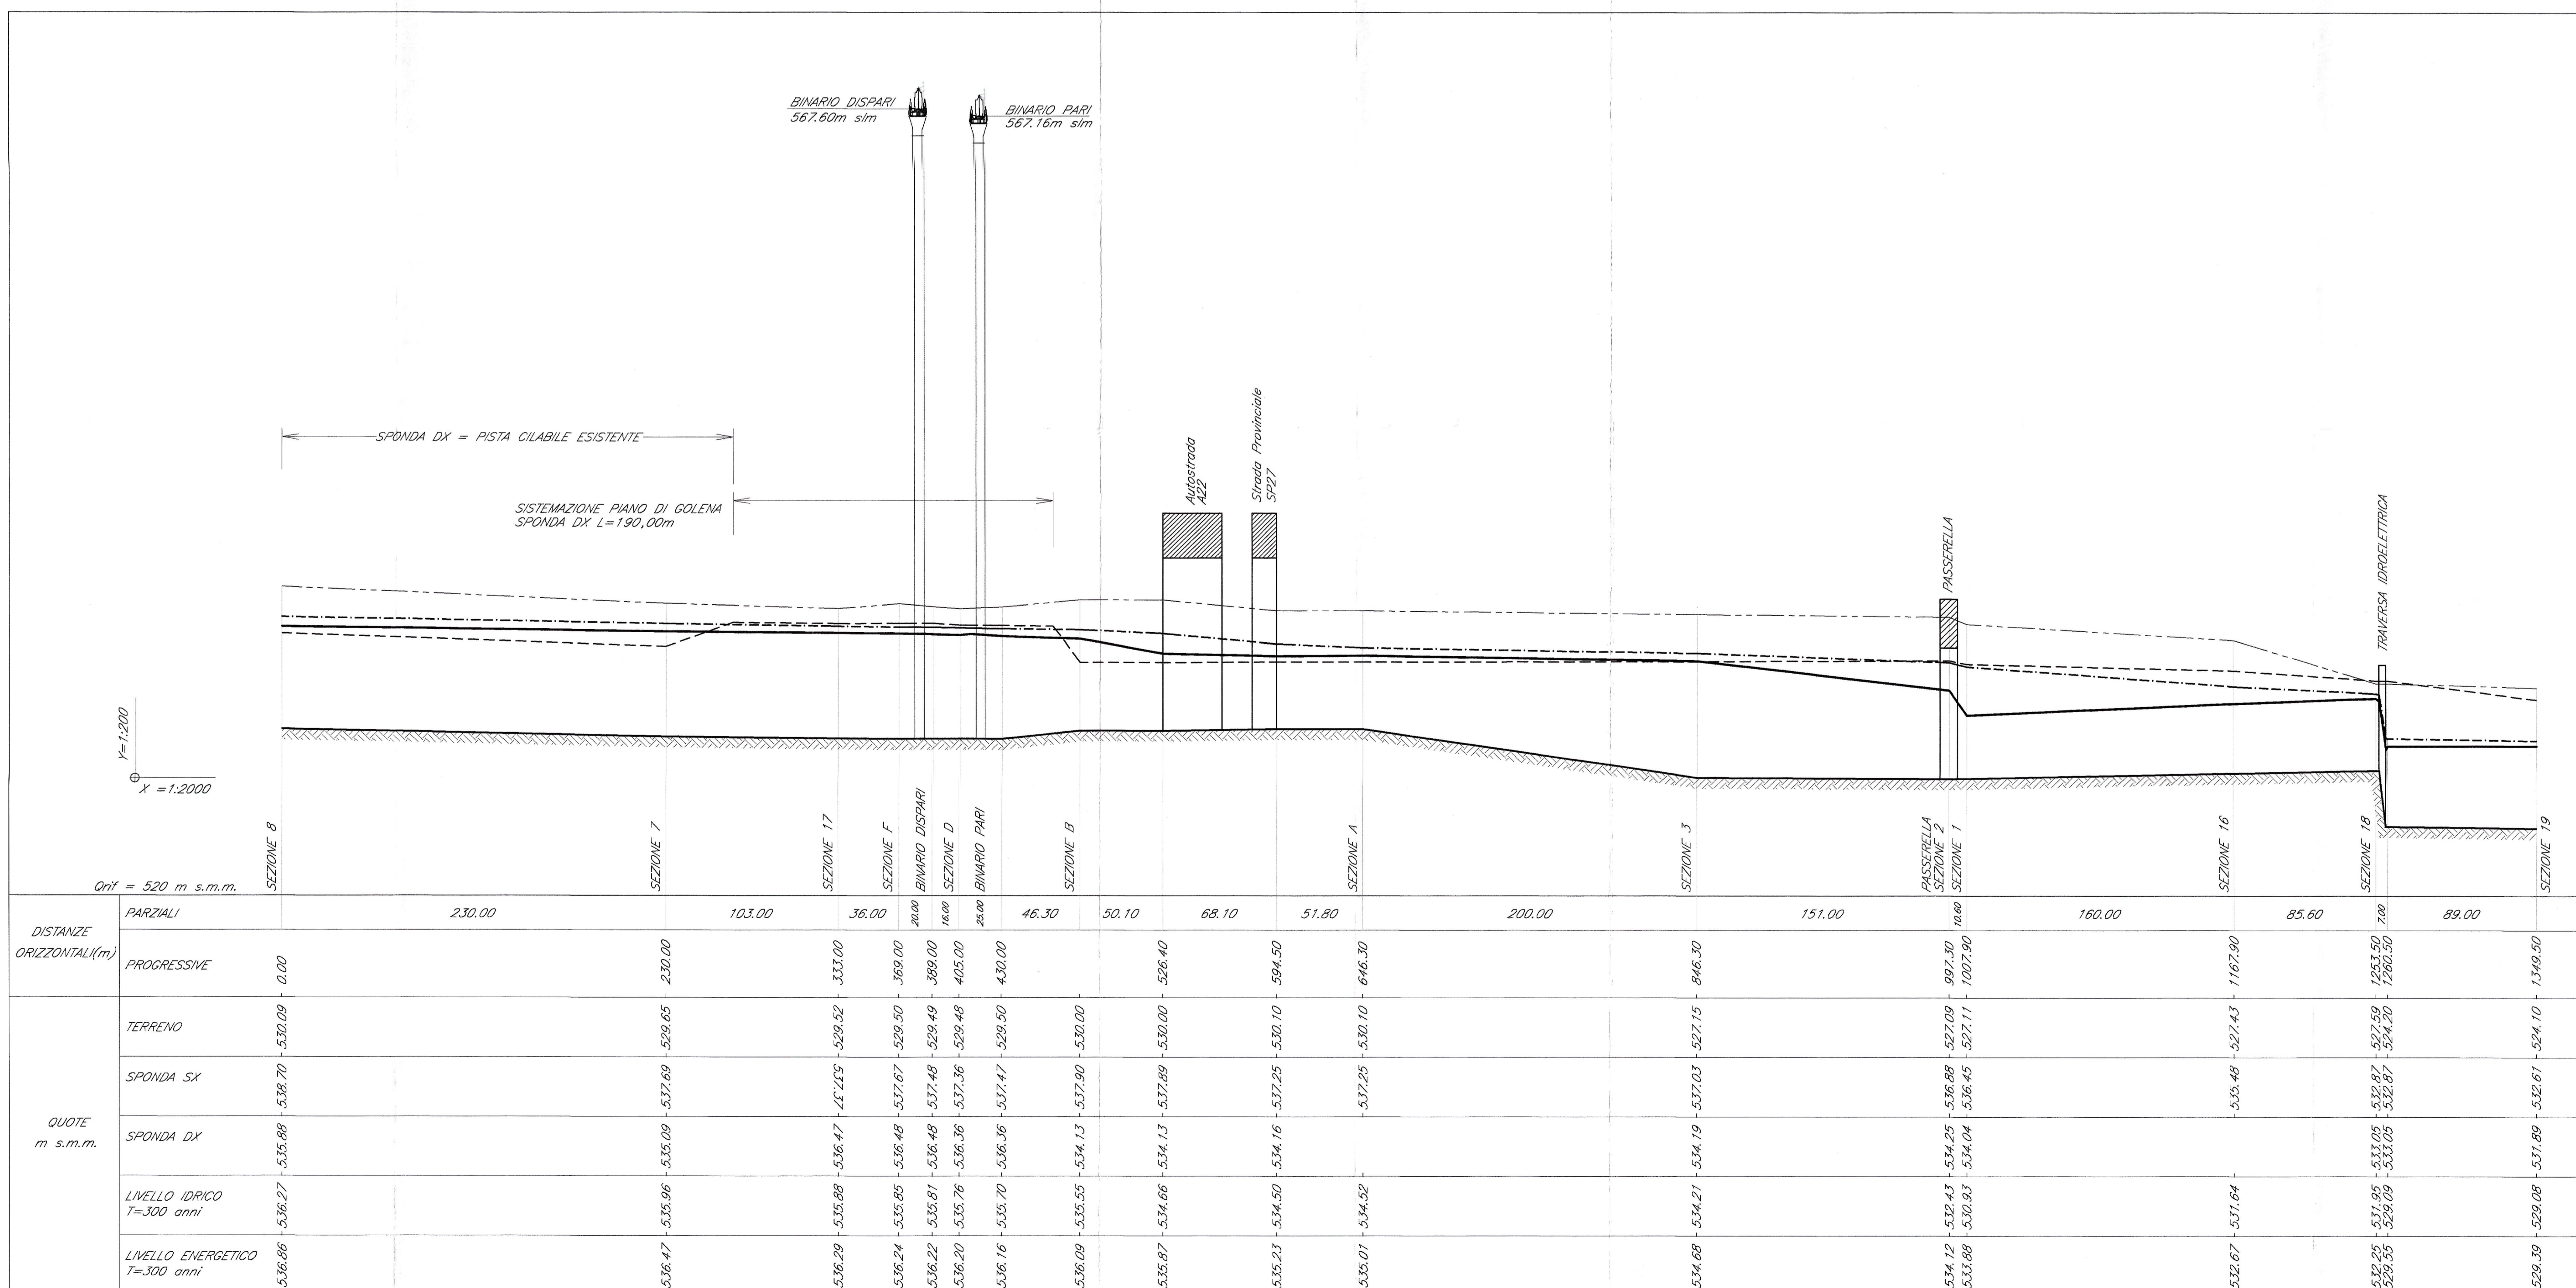 BINARIO DISPARI
567.60m slm
BINARIO PARI
567.16m slm
SPONDA DX = PISTA CILABILE ESISTENTE
SISTEMAZIONE PIANO DI GOLENA
SPONDA DX L=190,00m
Autostrada
A22
Strada Provinciale
SP27
PASSERELLA
TRAVERSA IDROELETTRICA
Y=1:200
X =1:2000
SEZIONE 8
SEZIONE 7
SEZIONE 17
SEZIONE F
BINARIO DISPARI
SEZIONE D
BINARIO PARI
SEZIONE B
SEZIONE A
SEZIONE 3
PASSERELLA
SEZIONE 2
SEZIONE 1
SEZIONE 16
SEZIONE 18
SEZIONE 19
Qrif = 520 m s.m.m.
DISTANZE
ORIZZONTALI(m)
PARZIALI 230.00 103.00 36.00 20.00 16.00 25.00 46.30 50.10 68.10 51.80 200.00 151.00 10.60 160.00 85.60 7.00 89.00
PROGRESSIVE 0.00 230.00 333.00 369.00 389.00 405.00 430.00 526.40 594.50 646.30 846.30 997.30 1007.90 1167.90 1253.50 1260.50 1349.50
QUOTE
m s.m.m.
TERRENO 530.09 529.65 529.52 529.50 529.49 529.48 529.50 530.00 530.00 530.10 530.10 527.15 527.09 527.11 527.43 527.59 524.20 524.10
SPONDA SX 538.70 537.69 537.37 537.67 537.48 537.36 537.47 537.90 537.89 537.25 537.25 537.03 536.88 536.45 535.48 532.87 532.87 532.61
SPONDA DX 535.88 535.09 536.47 536.48 536.48 536.36 536.36 534.13 534.13 534.16 534.19 534.25 534.04 533.05 533.05 531.89
LIVELLO IDRICO
T=300 anni
536.27 535.96 535.88 535.85 535.81 535.76 535.70 535.55 534.66 534.50 534.52 534.21 532.43 530.93 531.64 531.95 529.09 529.08
LIVELLO ENERGETICO
T=300 anni
536.86 536.47 536.29 536.24 536.22 536.20 536.16 536.09 535.87 535.23 535.01 534.68 534.12 533.88 532.67 532.25 529.55 529.39